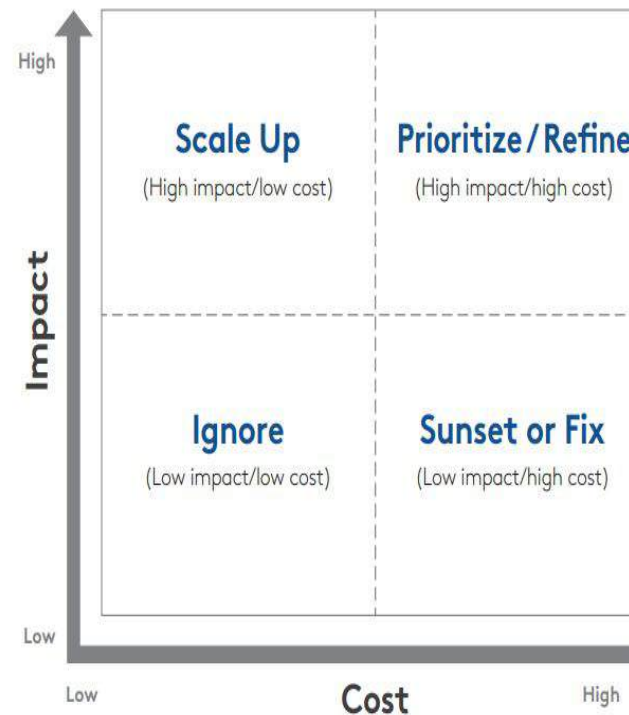 High
Scale Up
(High impact/low cost)
Prioritize / Refine
(High impact/high cost)
Impact
Ignore
(Low impact/low cost)
Sunset or Fix
(Low impact/high cost)
Low
Low
Cost
High